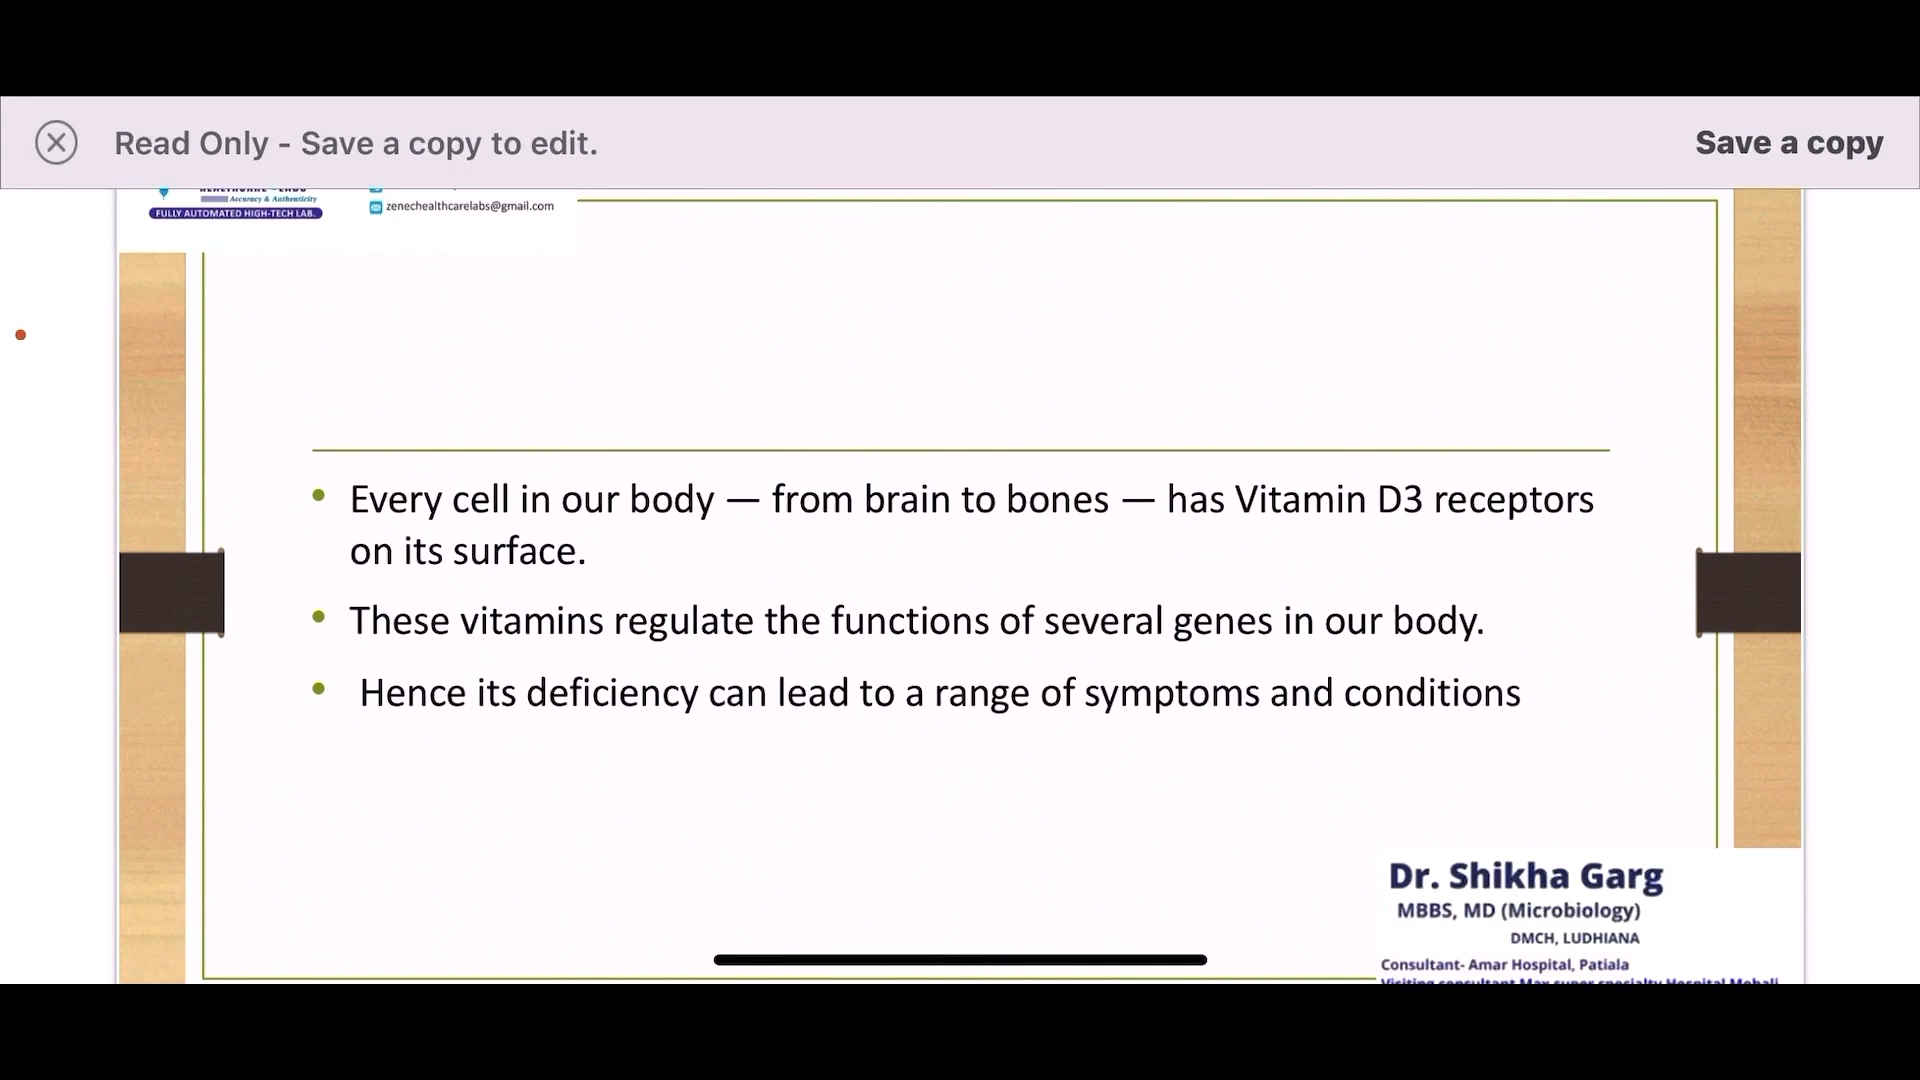 Read Only - Save a copy to edit.
Save a copy
Accuracy & Authenticity
FULLY AUTOMATED HIGH-TECH LAB.
zenechealthcarelabs@gmail.com
• Every cell in our body — from brain to bones — has Vitamin D3 receptors
on its surface.
• These vitamins regulate the functions of several genes in our body.
• Hence its deficiency can lead to a range of symptoms and conditions
Dr. Shikha Garg
MBBS, MD (Microbiology)
DMCH, LUDHIANA
Consultant- Amar Hospital, Patiala
Visiting consultant Max super specialty Hospital Mohali